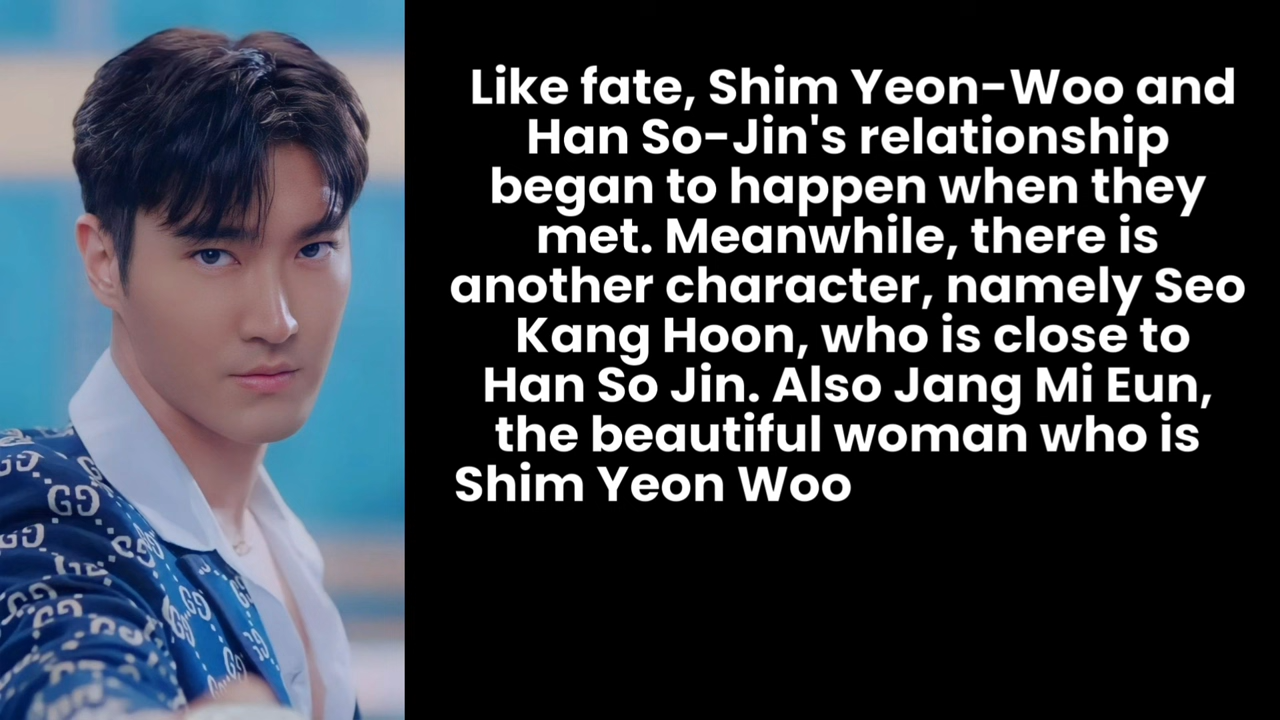 Like fate, Shim Yeon-Woo and
Han So-Jin's relationship
began to happen when they
met. Meanwhile, there is
another character, namely Seo
Kang Hoon, who is close to
Han So Jin. Also Jang Mi Eun,
the beautiful woman who is
Shim Yeon Woo